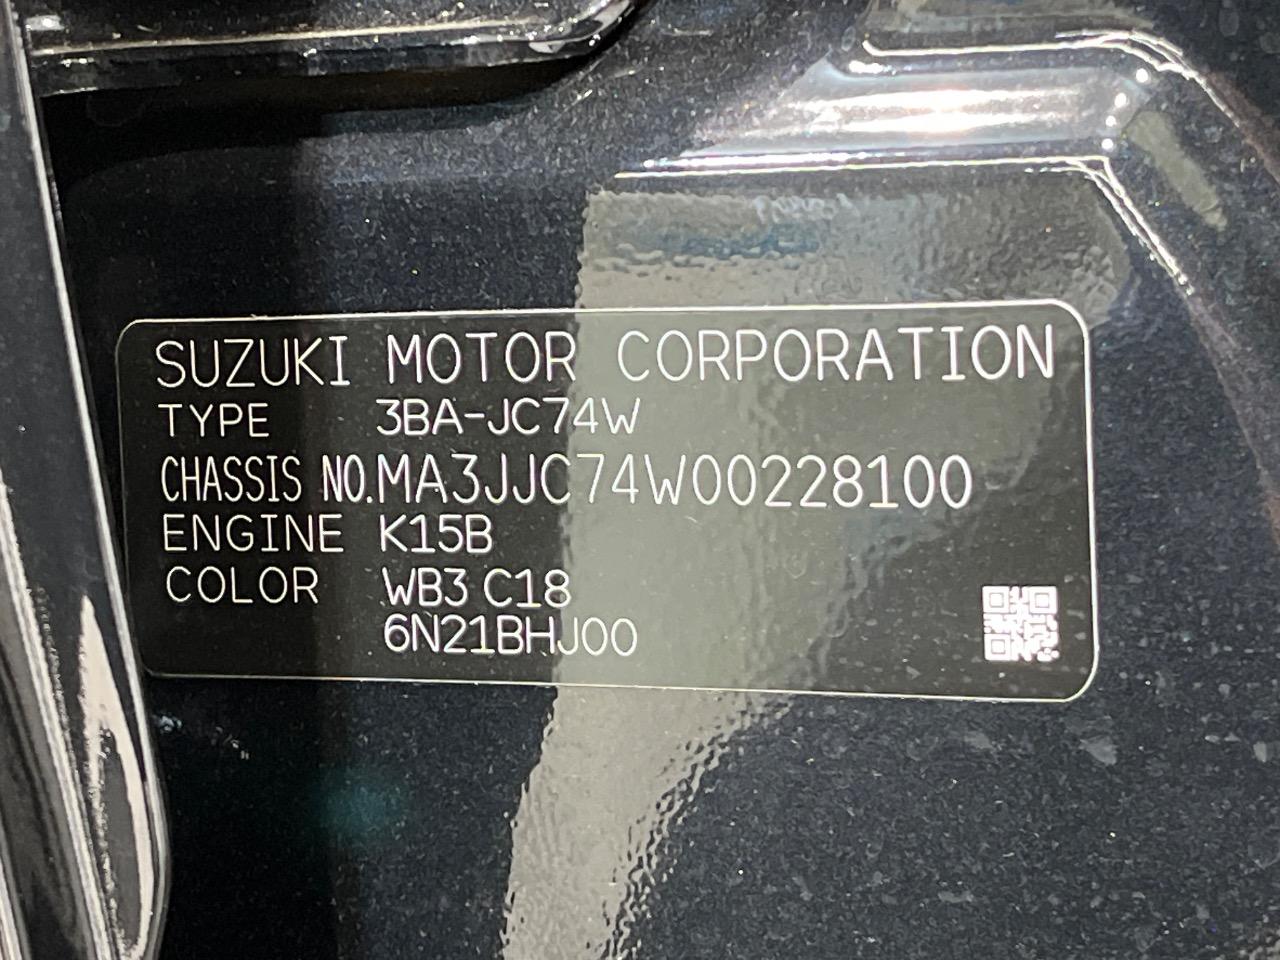 SUZUKI MOTOR CORPORATION
TYPE 3BA-JC74W
CHASSIS NO.MA3JJC74W00228100
ENGINE K15B
COLOR WB3 C18
6N21BHJ00